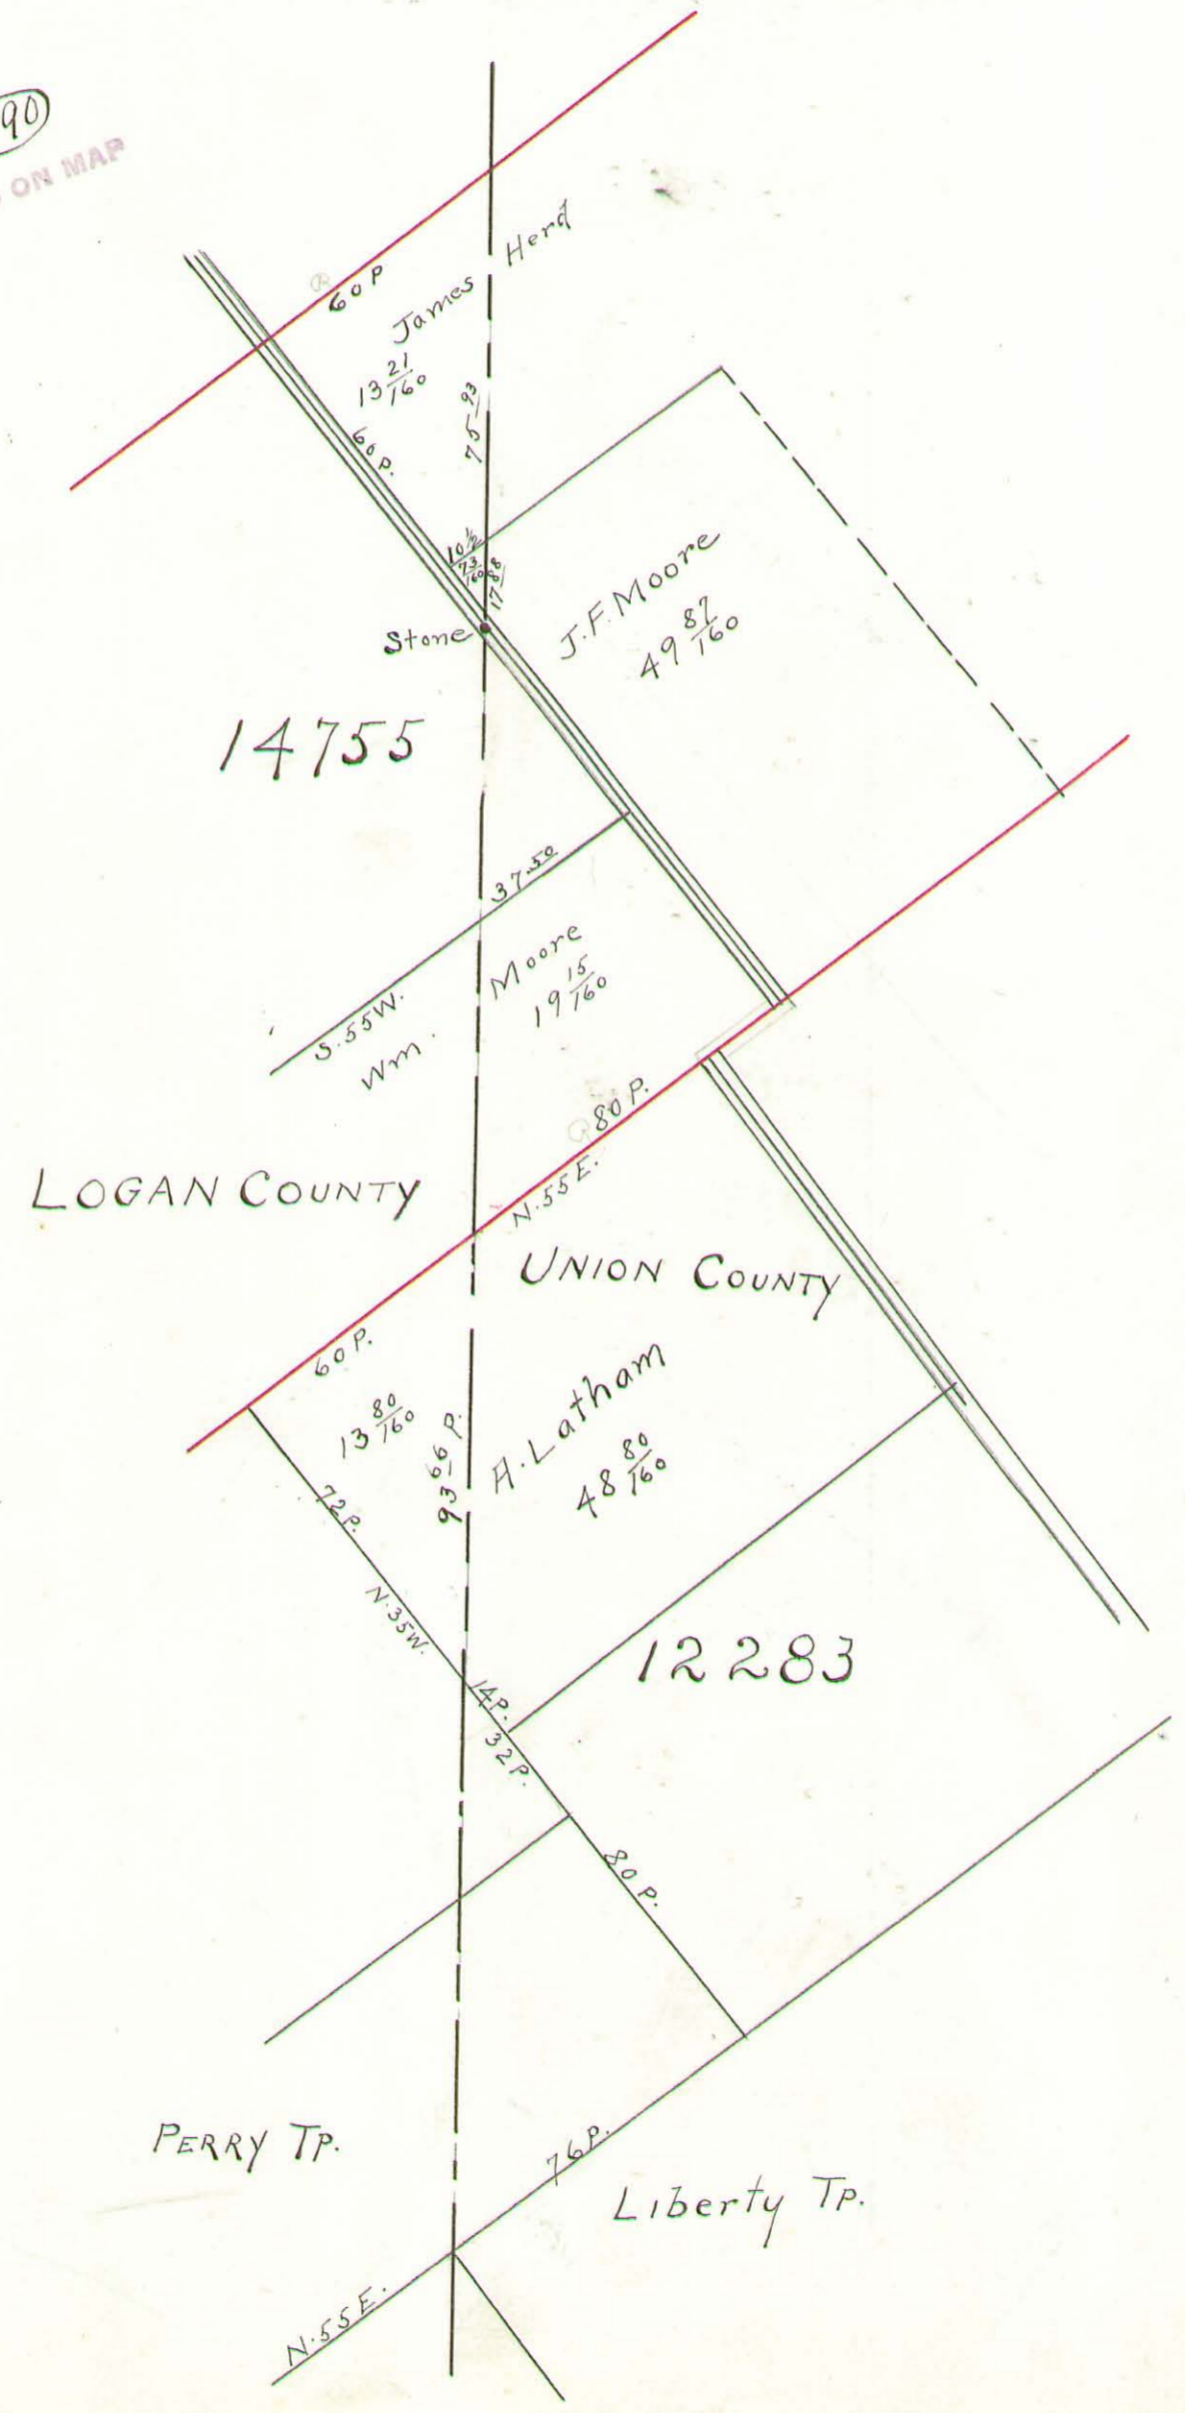 90
ON MAP
60P
James Herd
13 21/160
75-93
60P.
10 1/2
73/160
17-88
Stone
J.F. Moore
49 87/160
14755
37-50
S.55W.
Wm. Moore
19 15/160
80P.
N.55E.
LOGAN COUNTY
UNION COUNTY
60P.
13 80/160
93-66 P.
A. Latham
48 80/160
72P.
N.35W.
12283
14P.
32P.
80P.
PERRY TP.
76P.
Liberty TP.
N.55E.